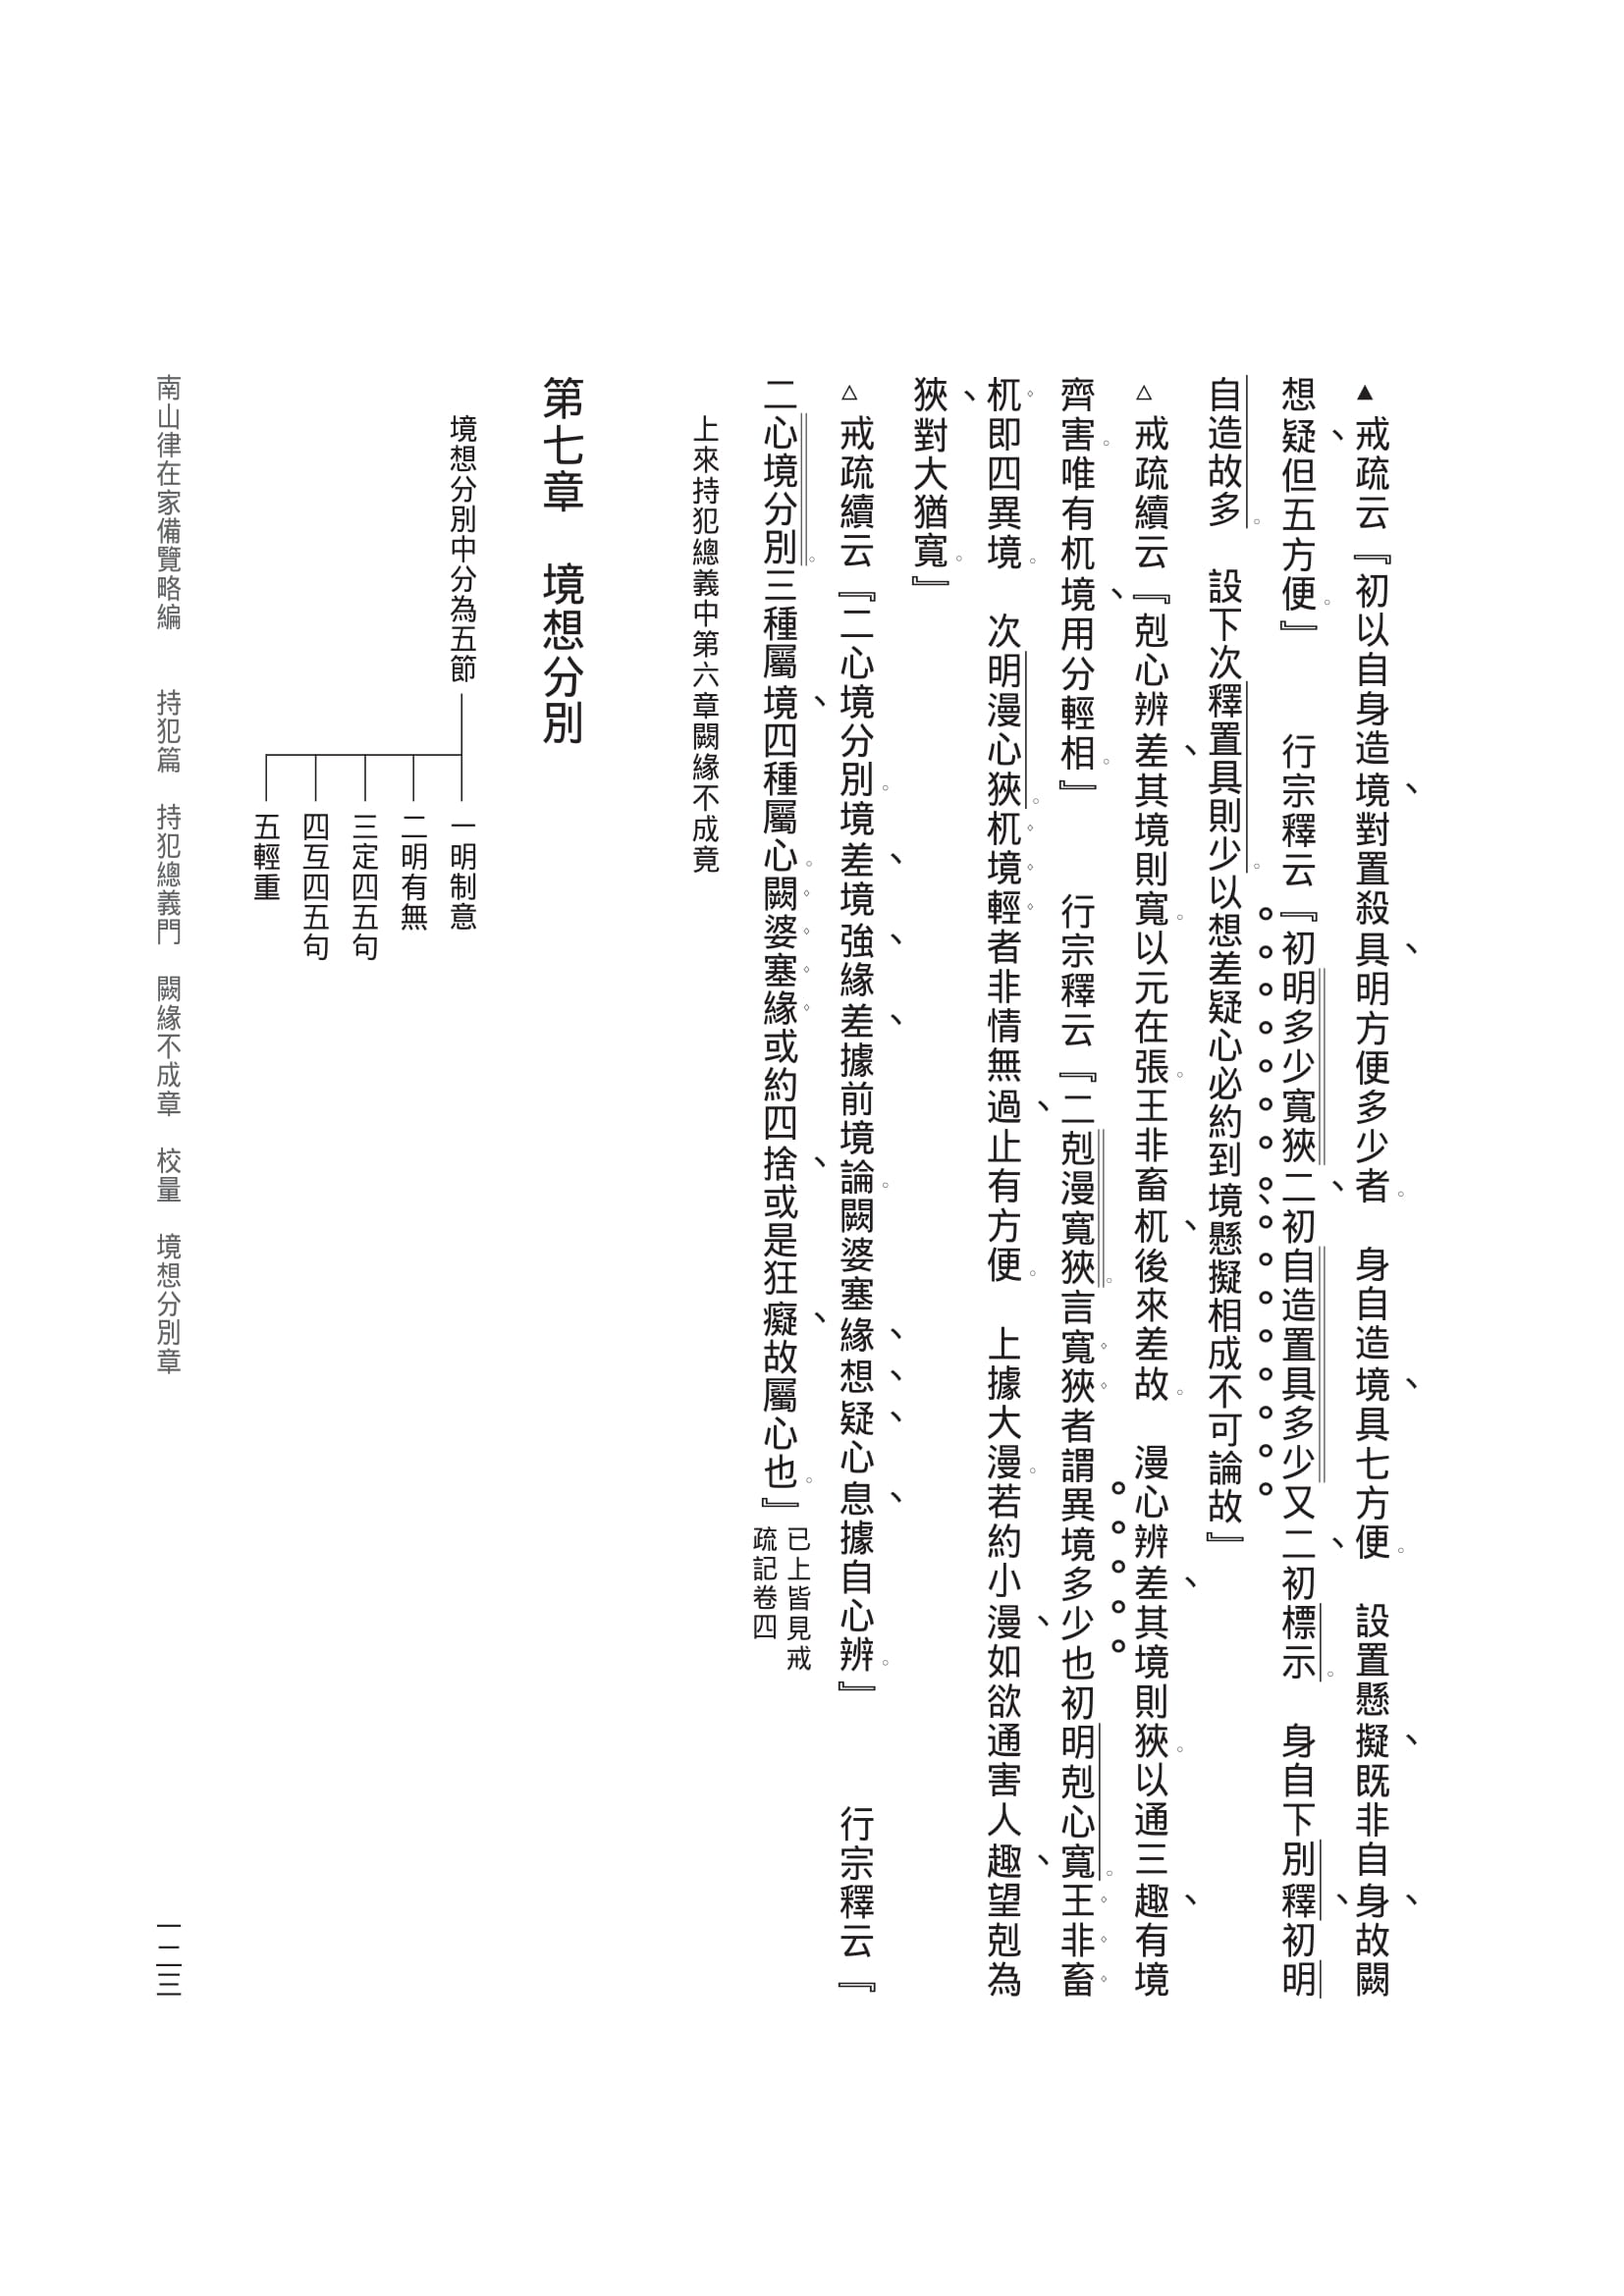 ▲戒疏云『初以自身造境、對置殺具、明方便多少者。　身自造境、具七方便。　設置懸擬、既非自身、故闕
想疑、但五方便。』　　行宗釋云『初明多少寬狹二、初自造置具多少又二、初標示。　身自下別釋、初明
自造故多。　設下次釋置具則少。以想差疑心必約到境、懸擬相成不可論故』
△戒疏續云『剋心辨差、其境則寬。以元在張。王非畜杌、後來差故。　漫心辨差、其境則狹。以通三趣、有境
齊害。唯有杌境、用分輕相。』　　行宗釋云『二剋漫寬狹。言寬狹者謂異境多少也初明剋心寬。王非畜
杌即四異境。　次明漫心狹。杌境輕者非情無過、止有方便。　上據大漫。若約小漫、如欲通害人趣、望剋為
狹、對大猶寬。』
△戒疏續云『二心境分別。境差、境強、緣差、據前境論。闕婆塞緣、想、疑、心息、據自心辨。』　　行宗釋云『
二心境分別。三種屬境、四種屬心。闕婆塞緣或約四捨、或是狂癡、故屬心也。』已上皆見戒
疏記卷四
上來持犯總義中第六章闕緣不成竟
第七章　境想分別
境想分別中分為五節
一明制意
二明有無
三定四五句
四互四五句
五輕重
南山律在家備覽略編　　持犯篇　持犯總義門　闕緣不成章　校量　境想分別章
一二三